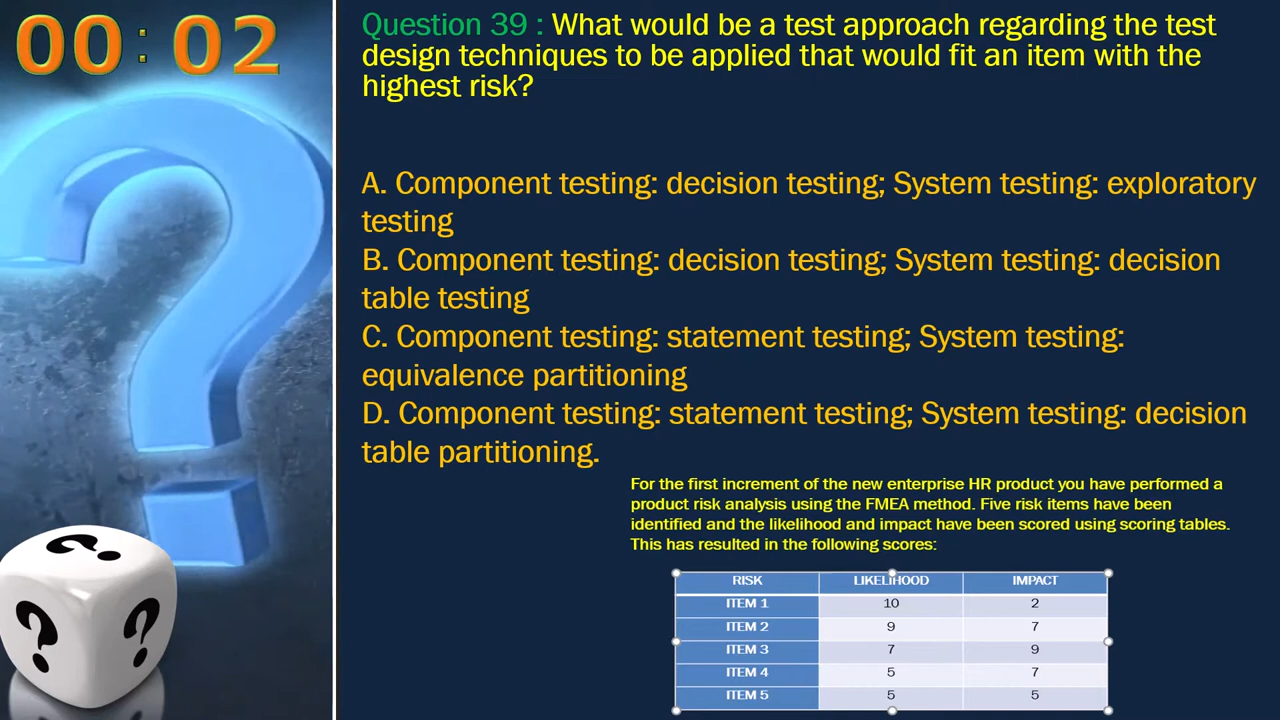 00:02
Question 39 : What would be a test approach regarding the test
design techniques to be applied that would fit an item with the
highest risk?
A. Component testing: decision testing; System testing: exploratory
testing
B. Component testing: decision testing; System testing: decision
table testing
C. Component testing: statement testing; System testing:
equivalence partitioning
D. Component testing: statement testing; System testing: decision
table partitioning.
For the first increment of the new enterprise HR product you have performed a
product risk analysis using the FMEA method. Five risk items have been
identified and the likelihood and impact have been scored using scoring tables.
This has resulted in the following scores:
RISK LIKELIHOOD IMPACT
ITEM 1 10 2
ITEM 2 9 7
ITEM 3 7 9
ITEM 4 5 7
ITEM 5 5 5
? ? ?